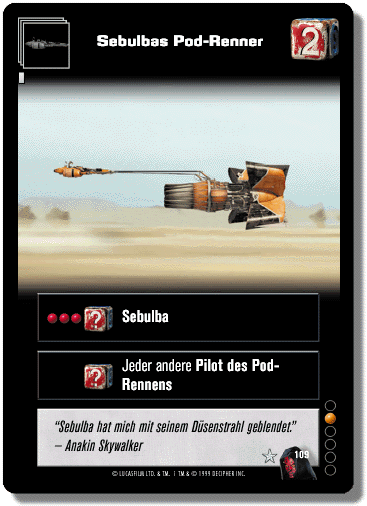 Sebulbas Pod-Renner
2
? Sebulba
? Jeder andere Pilot des Pod-
Rennens
“Sebulba hat mich mit seinem Düsenstrahl geblendet.”
– Anakin Skywalker
109
© LUCASFILM LTD. & TM. | TM & © 1999 DECIPHER INC.